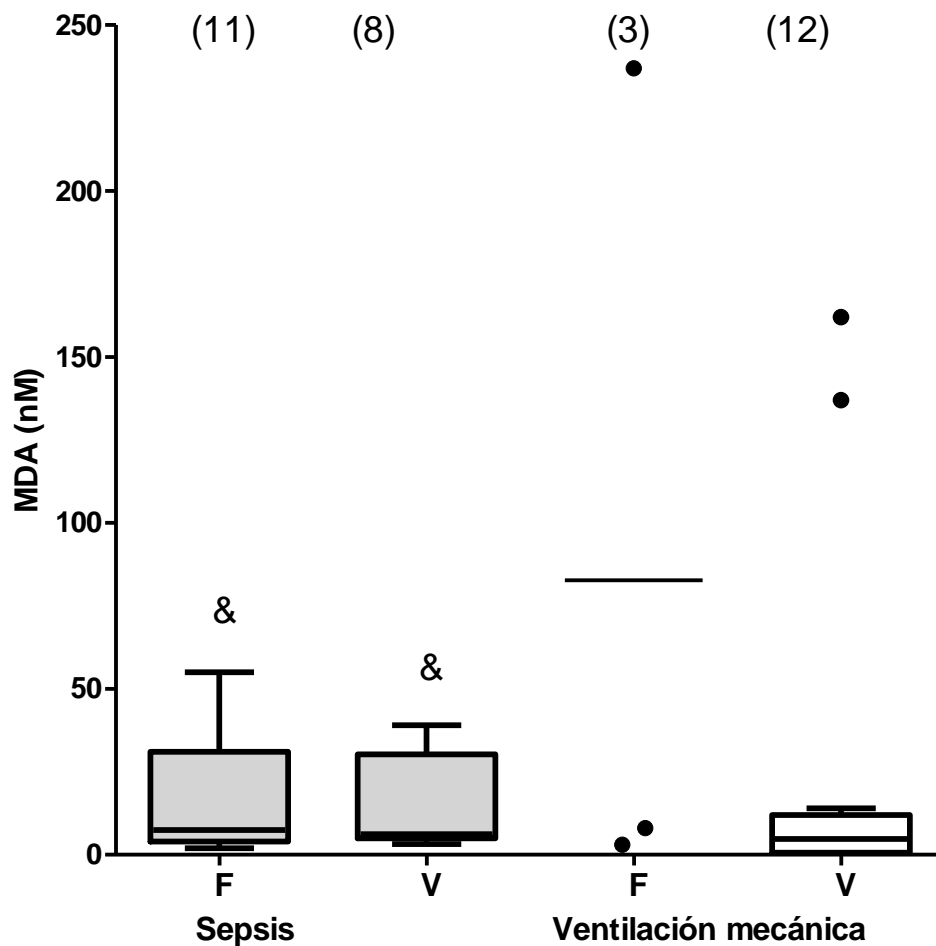 250 (11) (8) (3) (12)
200
150
MDA (nM)
100
&
&
50
0
F V F V
Sepsis Ventilación mecánica